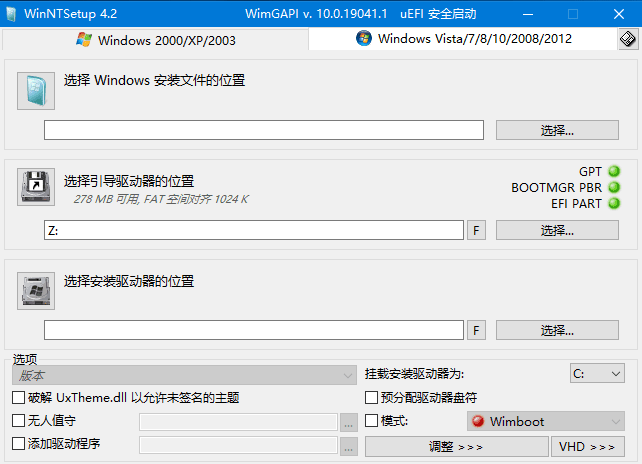 WinNTSetup 4.2 WimGAPI v. 10.0.19041.1 uEFI 安全启动
Windows 2000/XP/2003 Windows Vista/7/8/10/2008/2012
选择 Windows 安装文件的位置
选择...
选择引导驱动器的位置
278 MB 可用, FAT 空间对齐 1024 K
GPT
BOOTMGR PBR
EFI PART
Z: F 选择...
选择安装驱动器的位置
F 选择...
选项
版本 挂载安装驱动器为: C:
破解 UxTheme.dll 以允许未签名的主题 预分配驱动器盘符
无人值守 ... 模式: Wimboot
添加驱动程序 ... 调整 >>> VHD >>>